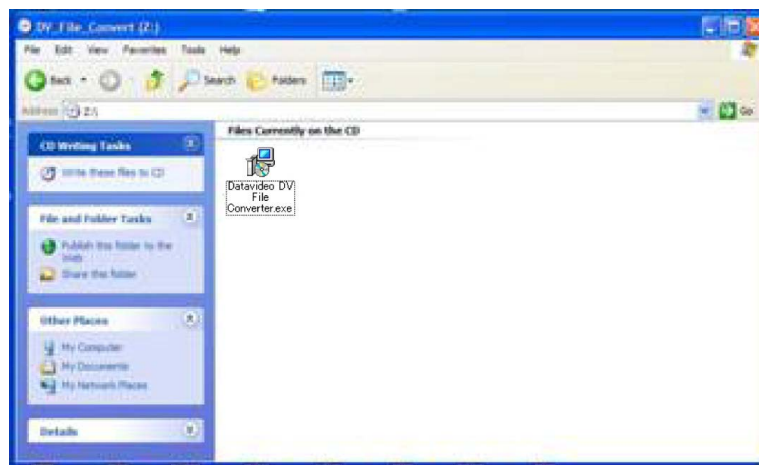 DV_File_Convert (Z:)
File Edit View Favorites Tools Help
Back Search Folders
Address Z:\ Go
Files Currently on the CD
CD Writing Tasks
Write these files to CD
Datavideo DV
File
Converter.exe
File and Folder Tasks
Publish this folder to the
Web
Share this folder
Other Places
My Computer
My Documents
My Network Places
Details